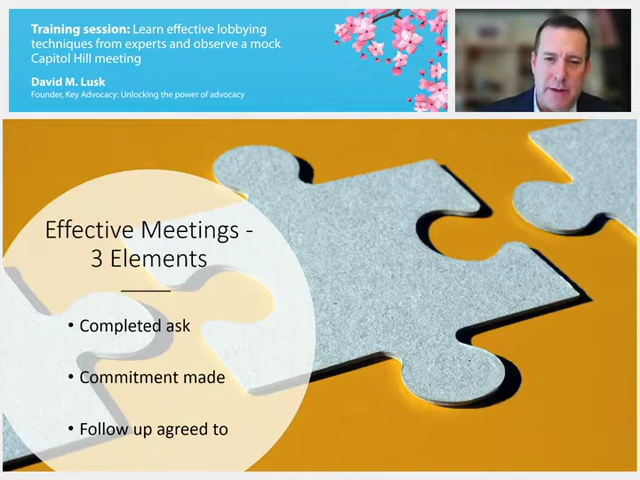 Training session: Learn effective lobbying
techniques from experts and observe a mock
Capitol Hill meeting
David M. Lusk
Founder, Key Advocacy: Unlocking the power of advocacy
Effective Meetings -
3 Elements
• Completed ask
• Commitment made
• Follow up agreed to